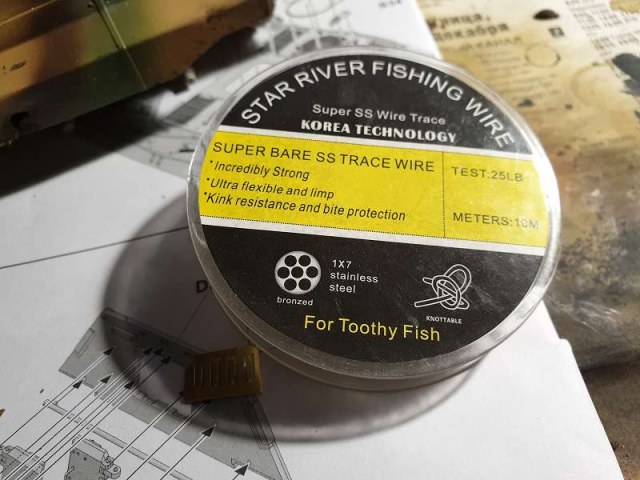 STAR RIVER FISHING WIRE
Super SS Wire Trace
KOREA TECHNOLOGY
SUPER BARE SS TRACE WIRE
*Incredibly Strong
*Ultra flexible and limp
*Kink resistance and bite protection
TEST:25LB
METERS:10M
1X7
stainless
steel
bronzed
KNOTTABLE
For Toothy Fish
D